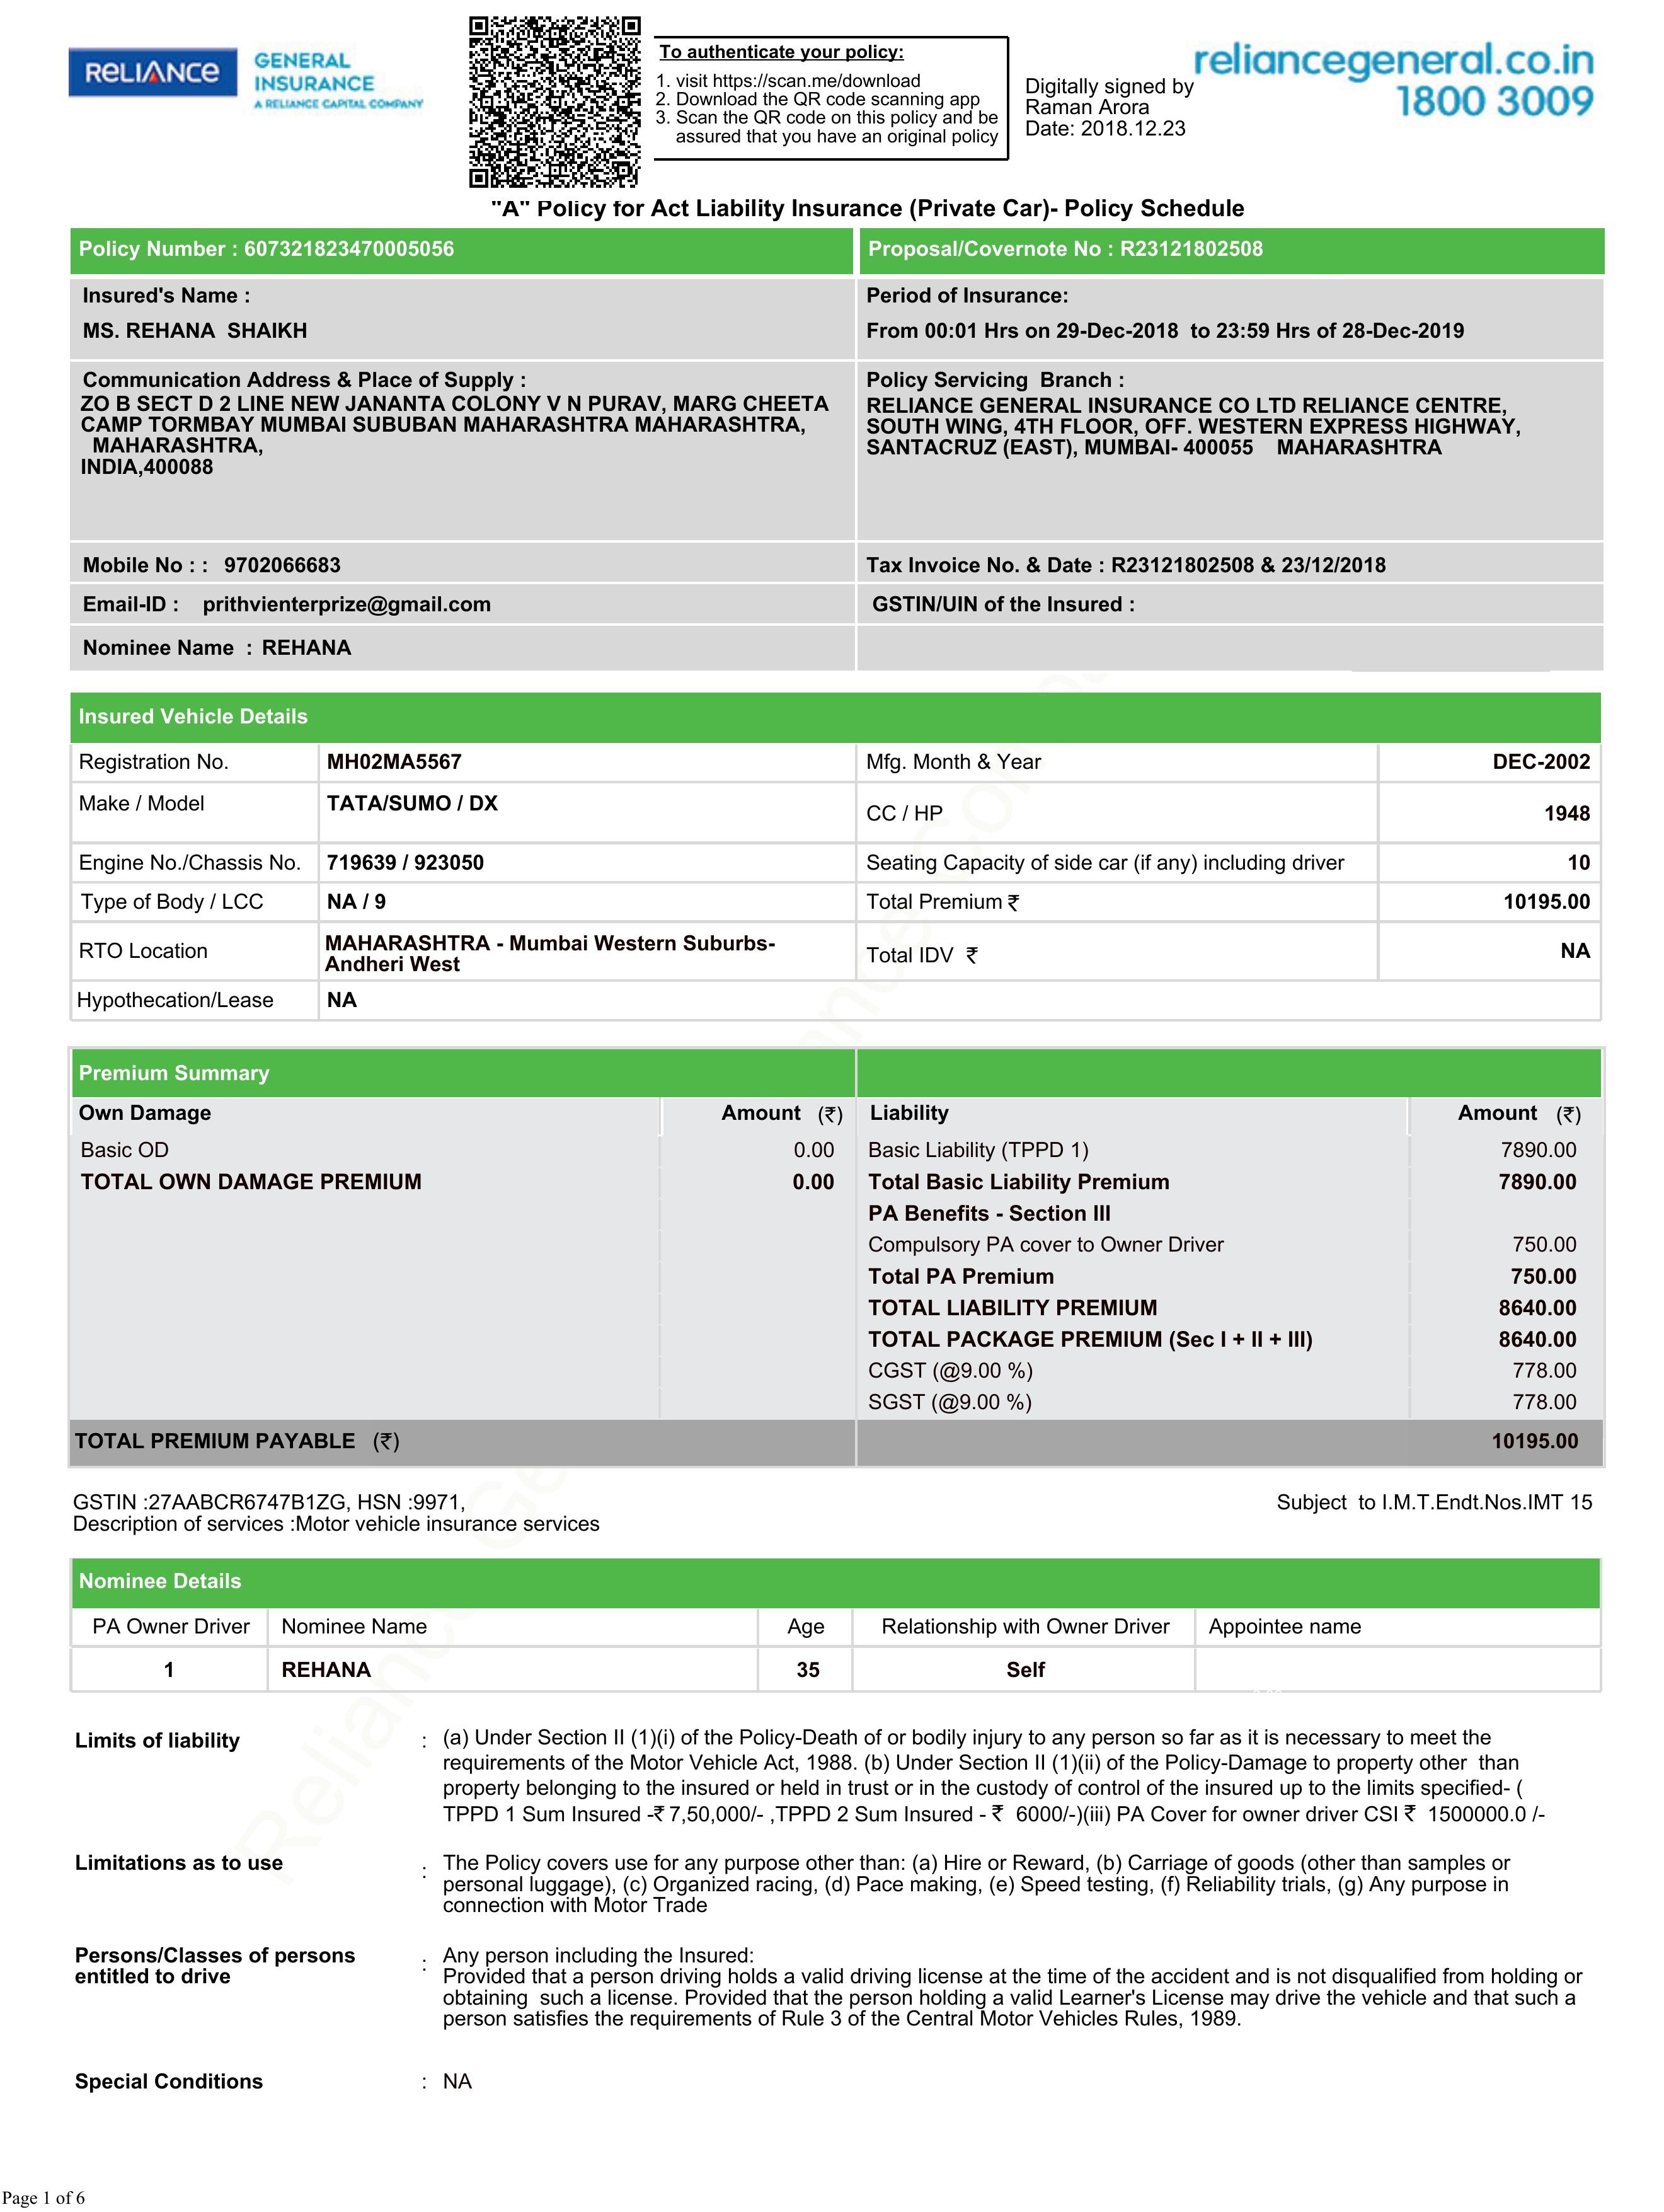 RELIANCE
GENERAL
INSURANCE
A RELIANCE CAPITAL COMPANY
To authenticate your policy:
1. visit https://scan.me/download
2. Download the QR code scanning app
3. Scan the QR code on this policy and be
assured that you have an original policy
Digitally signed by
Raman Arora
Date: 2018.12.23
reliancegeneral.co.in
1800 3009
"A" Policy for Act Liability Insurance (Private Car)- Policy Schedule
Policy Number : 607321823470005056
Proposal/Covernote No : R23121802508
Insured's Name :
MS. REHANA SHAIKH
Period of Insurance:
From 00:01 Hrs on 29-Dec-2018 to 23:59 Hrs of 28-Dec-2019
Communication Address & Place of Supply :
ZO B SECT D 2 LINE NEW JANANTA COLONY V N PURAV, MARG CHEETA
CAMP TORMBAY MUMBAI SUBUBAN MAHARASHTRA MAHARASHTRA,
MAHARASHTRA,
INDIA,400088
Policy Servicing Branch :
RELIANCE GENERAL INSURANCE CO LTD RELIANCE CENTRE,
SOUTH WING, 4TH FLOOR, OFF. WESTERN EXPRESS HIGHWAY,
SANTACRUZ (EAST), MUMBAI- 400055 MAHARASHTRA
Mobile No : : 9702066683
Tax Invoice No. & Date : R23121802508 & 23/12/2018
Email-ID : prithvienterprize@gmail.com
GSTIN/UIN of the Insured :
Nominee Name : REHANA
Insured Vehicle Details
Registration No. MH02MA5567 Mfg. Month & Year DEC-2002
Make / Model TATA/SUMO / DX CC / HP 1948
Engine No./Chassis No. 719639 / 923050 Seating Capacity of side car (if any) including driver 10
Type of Body / LCC NA / 9 Total Premium ₹ 10195.00
RTO Location MAHARASHTRA - Mumbai Western Suburbs-
Andheri West
Total IDV ₹ NA
Hypothecation/Lease NA
Premium Summary
Own Damage Amount (₹) Liability Amount (₹)
Basic OD 0.00 Basic Liability (TPPD 1) 7890.00
TOTAL OWN DAMAGE PREMIUM 0.00 Total Basic Liability Premium 7890.00
PA Benefits - Section III
Compulsory PA cover to Owner Driver 750.00
Total PA Premium 750.00
TOTAL LIABILITY PREMIUM 8640.00
TOTAL PACKAGE PREMIUM (Sec I + II + III) 8640.00
CGST (@9.00 %) 778.00
SGST (@9.00 %) 778.00
TOTAL PREMIUM PAYABLE (₹) 10195.00
GSTIN :27AABCR6747B1ZG, HSN :9971,
Description of services :Motor vehicle insurance services
Subject to I.M.T.Endt.Nos.IMT 15
Nominee Details
PA Owner Driver Nominee Name Age Relationship with Owner Driver Appointee name
1 REHANA 35 Self
Limits of liability : (a) Under Section II (1)(i) of the Policy-Death of or bodily injury to any person so far as it is necessary to meet the
requirements of the Motor Vehicle Act, 1988. (b) Under Section II (1)(ii) of the Policy-Damage to property other than
property belonging to the insured or held in trust or in the custody of control of the insured up to the limits specified- (
TPPD 1 Sum Insured -₹ 7,50,000/- ,TPPD 2 Sum Insured - ₹ 6000/-)(iii) PA Cover for owner driver CSI ₹ 1500000.0 /-
Limitations as to use : The Policy covers use for any purpose other than: (a) Hire or Reward, (b) Carriage of goods (other than samples or
personal luggage), (c) Organized racing, (d) Pace making, (e) Speed testing, (f) Reliability trials, (g) Any purpose in
connection with Motor Trade
Persons/Classes of persons
entitled to drive
: Any person including the Insured:
Provided that a person driving holds a valid driving license at the time of the accident and is not disqualified from holding or
obtaining such a license. Provided that the person holding a valid Learner's License may drive the vehicle and that such a
person satisfies the requirements of Rule 3 of the Central Motor Vehicles Rules, 1989.
Special Conditions : NA
Page 1 of 6